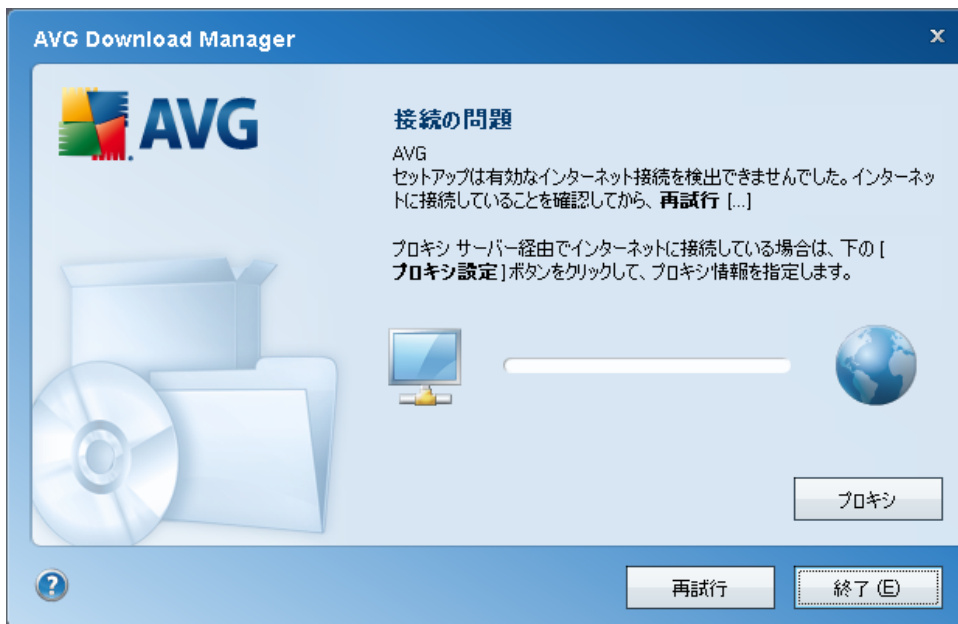 AVG Download Manager
x
AVG
接続の問題
AVG
セットアップは有効なインターネット接続を検出できませんでした。インターネッ
トに接続していることを確認してから、再試行 [...]
プロキシ サーバー経由でインターネットに接続している場合は、下の [
プロキシ設定]ボタンをクリックして、プロキシ情報を指定します。
プロキシ
?
再試行
終了 (E)